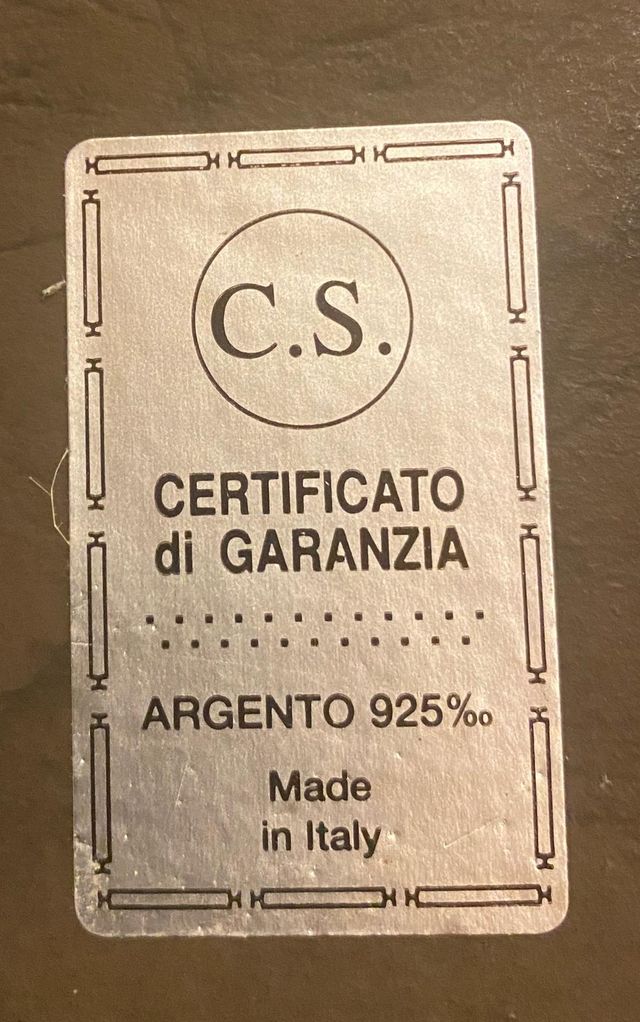 C.S.
CERTIFICATO
di GARANZIA
ARGENTO 925‰
Made
in Italy